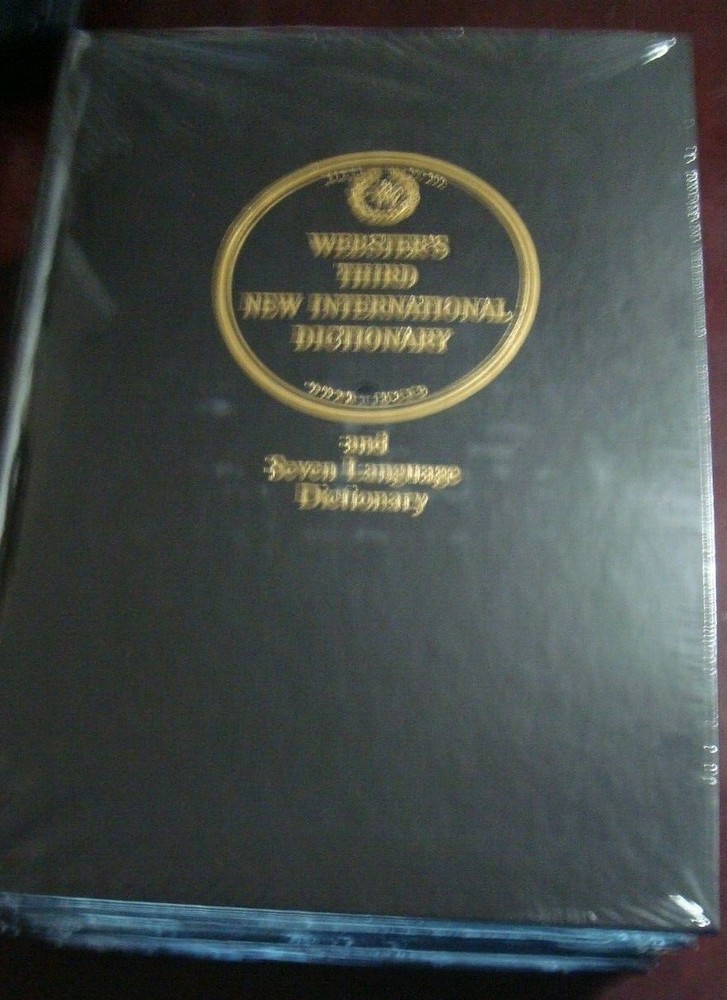 WEBSTER'S
THIRD
NEW INTERNATIONAL
DICTIONARY
and
Seven Language
Dictionary